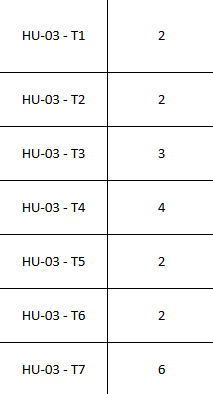 HU-03 - T1 2
HU-03 - T2 2
HU-03 - T3 3
HU-03 - T4 4
HU-03 - T5 2
HU-03 - T6 2
HU-03 - T7 6